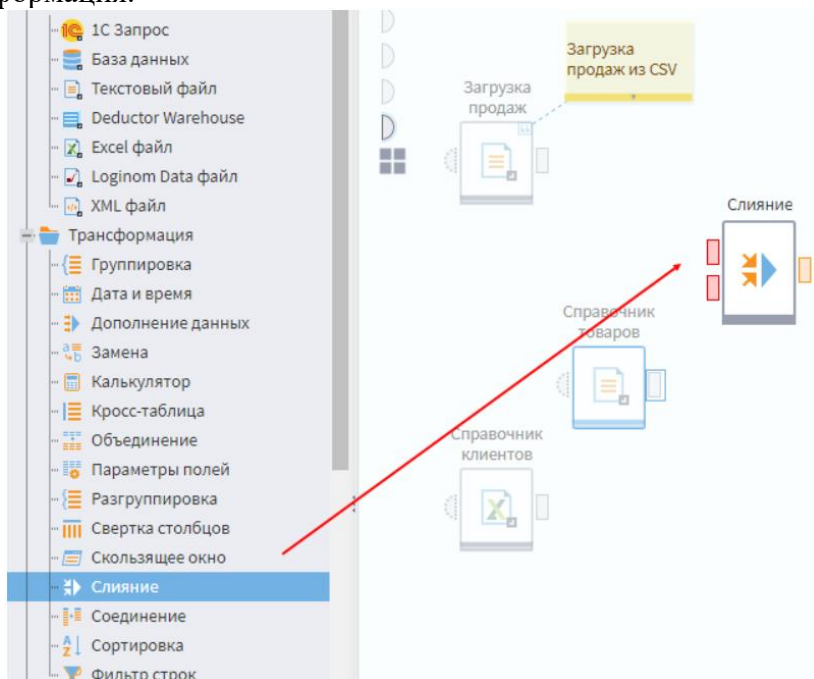 формация.
1С Запрос
База данных
Текстовый файл
Deductor Warehouse
Excel файл
Loginom Data файл
XML файл
Трансформация
Группировка
Дата и время
Дополнение данных
Замена
Калькулятор
Кросс-таблица
Объединение
Параметры полей
Разгруппировка
Свертка столбцов
Скользящее окно
Слияние
Соединение
Сортировка
Фильтр строк
Загрузка
продаж из CSV
Загрузка
продаж
Слияние
Справочник
товаров
Справочник
клиентов